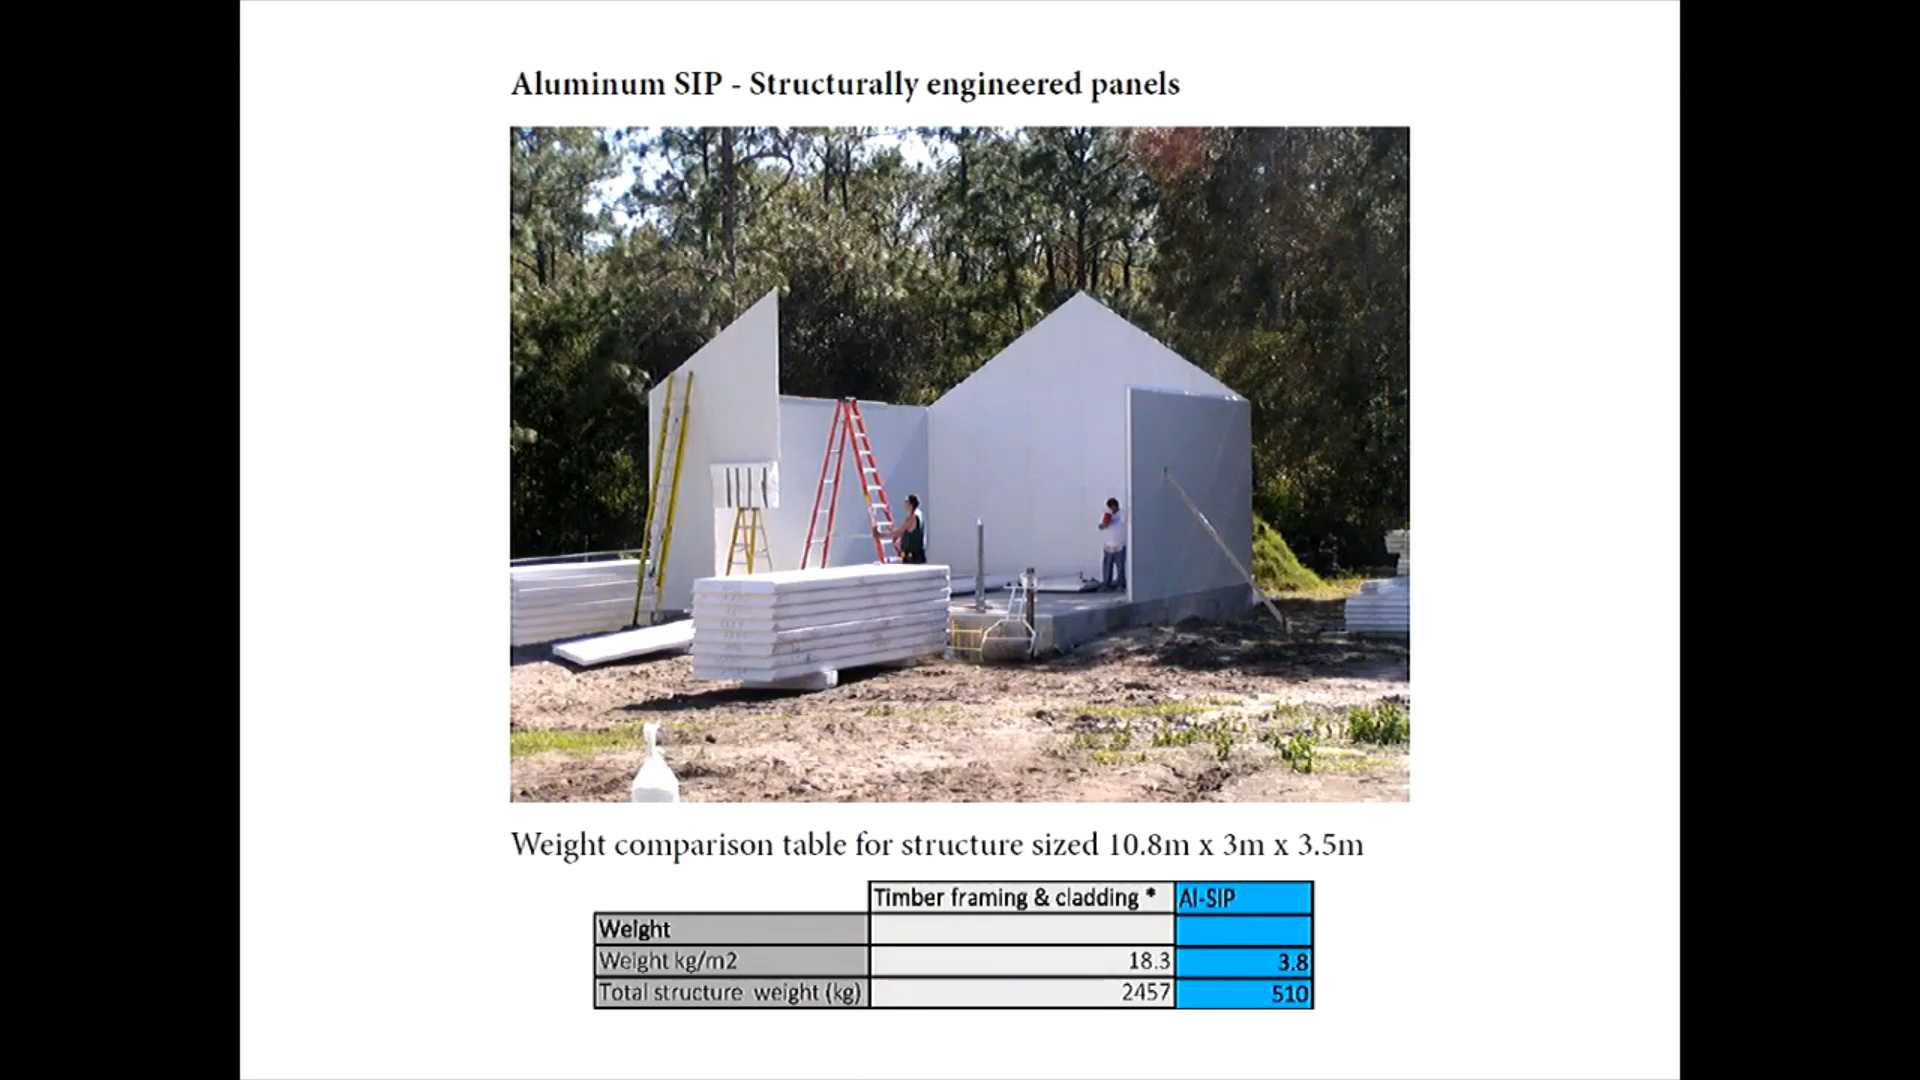 Aluminum SIP - Structurally engineered panels
Weight comparison table for structure sized 10.8m x 3m x 3.5m
Timber framing & cladding * Al-SIP
Weight
Weight kg/m2 18.3 3.8
Total structure weight (kg) 2457 510